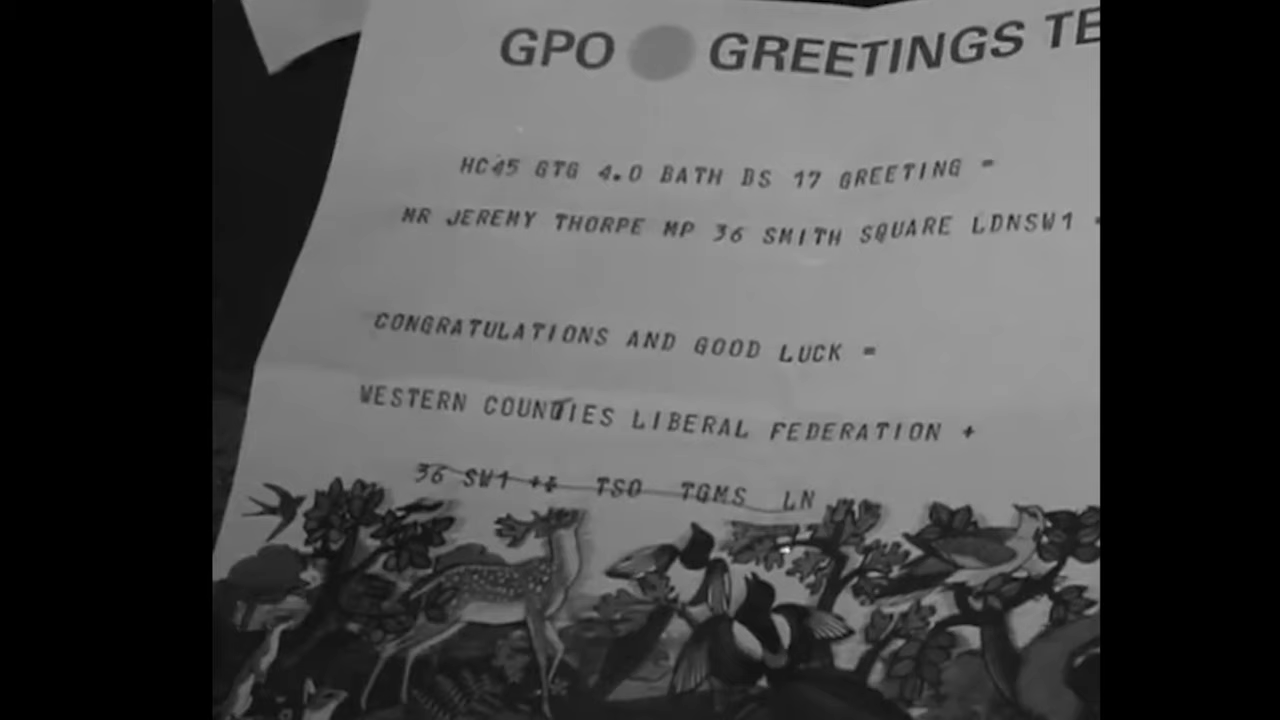 GPO GREETINGS TE
HC45 GTG 4.0 BATH BS 17 GREETING =
MR JEREMY THORPE MP 36 SMITH SQUARE LDNSW1 =
CONGRATULATIONS AND GOOD LUCK =
WESTERN COUNTIES LIBERAL FEDERATION +
36 SW1 ++ TSO TGMS LN